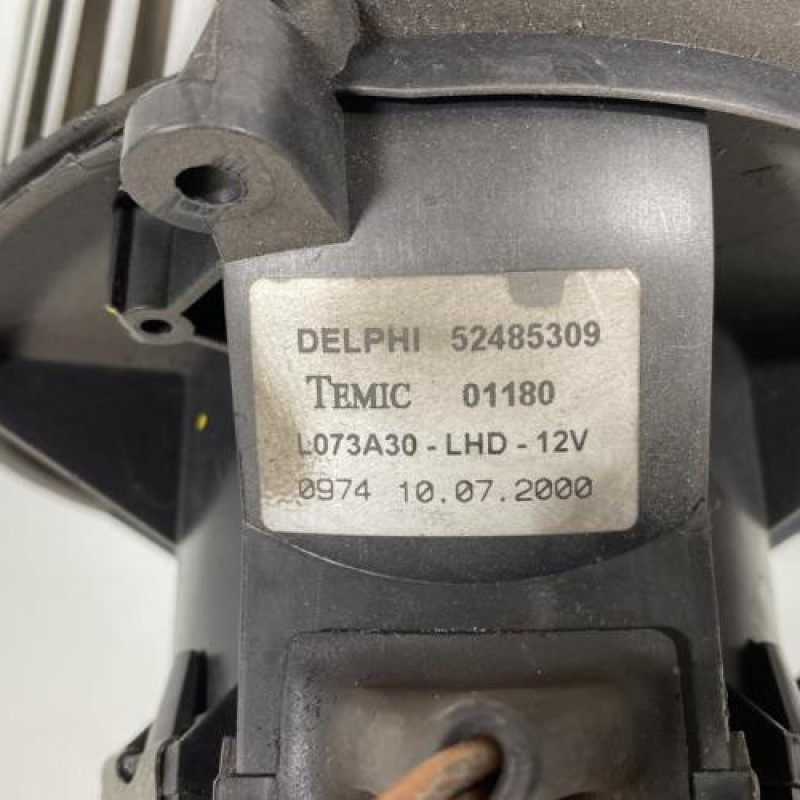 DELPHI 52485309
TEMIC 01180
L073A30 - LHD - 12V
0974 10.07.2000